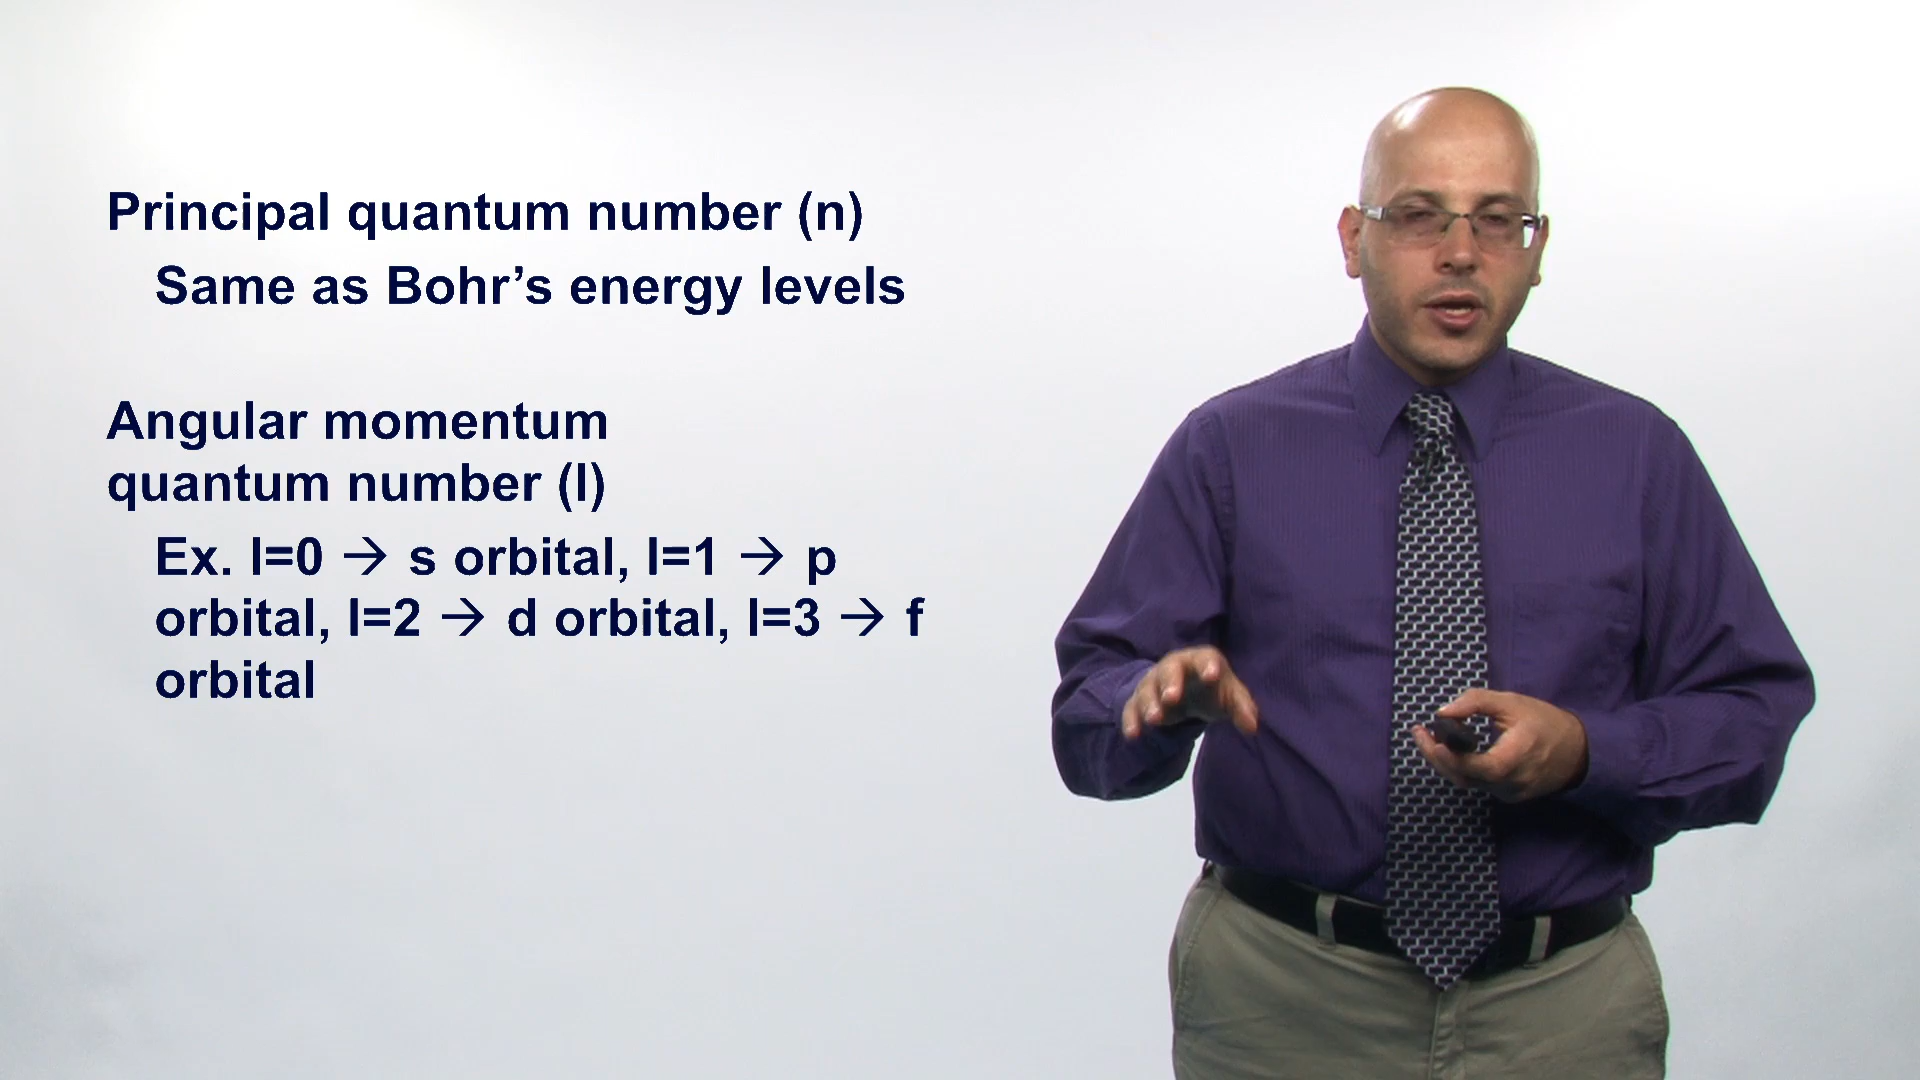 Principal quantum number (n)
Same as Bohr’s energy levels
Angular momentum
quantum number (l)
Ex. l=0 → s orbital, l=1 → p
orbital, l=2 → d orbital, l=3 → f
orbital